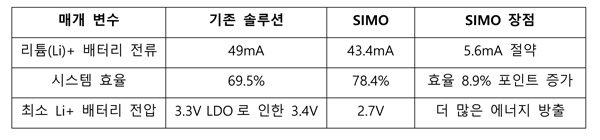 매개 변수 기존 솔루션 SIMO SIMO 장점
리튬(Li)+ 배터리 전류 49mA 43.4mA 5.6mA 절약
시스템 효율 69.5% 78.4% 효율 8.9% 포인트 증가
최소 Li+ 배터리 전압 3.3V LDO로 인한 3.4V 2.7V 더 많은 에너지 방출